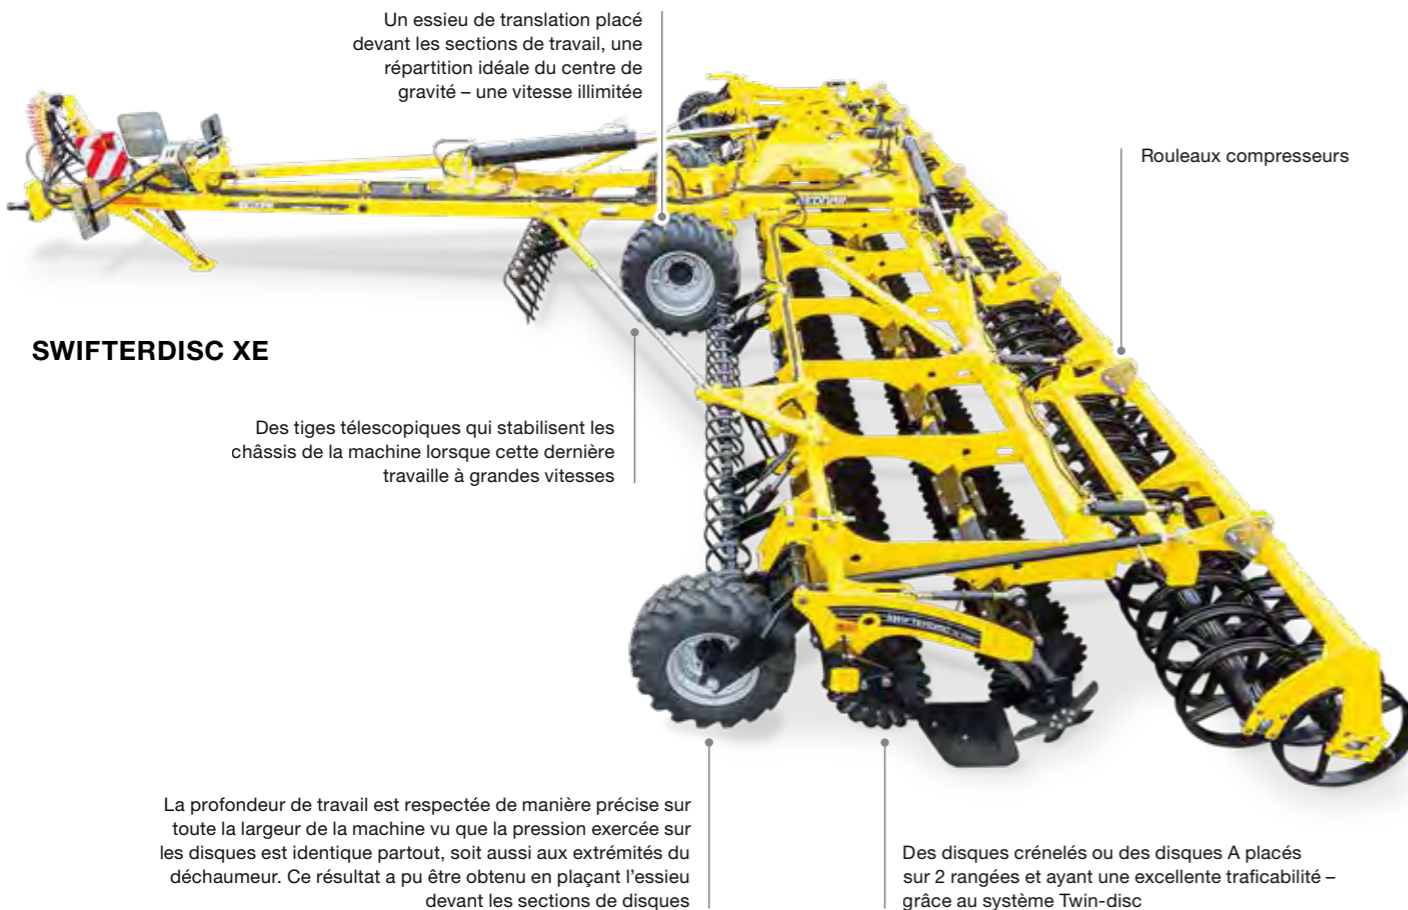 Un essieu de translation placé
devant les sections de travail, une
répartition idéale du centre de
gravité – une vitesse illimitée
Rouleaux compresseurs
SWIFTERDISC XE
Des tiges télescopiques qui stabilisent les
châssis de la machine lorsque cette dernière
travaille à grandes vitesses
SWIFTERDISC
La profondeur de travail est respectée de manière précise sur
toute la largeur de la machine vu que la pression exercée sur
les disques est identique partout, soit aussi aux extrémités du
déchaumeur. Ce résultat a pu être obtenu en plaçant l’essieu
devant les sections de disques
Des disques crénelés ou des disques A placés
sur 2 rangées et ayant une excellente traficabilité –
grâce au système Twin-disc